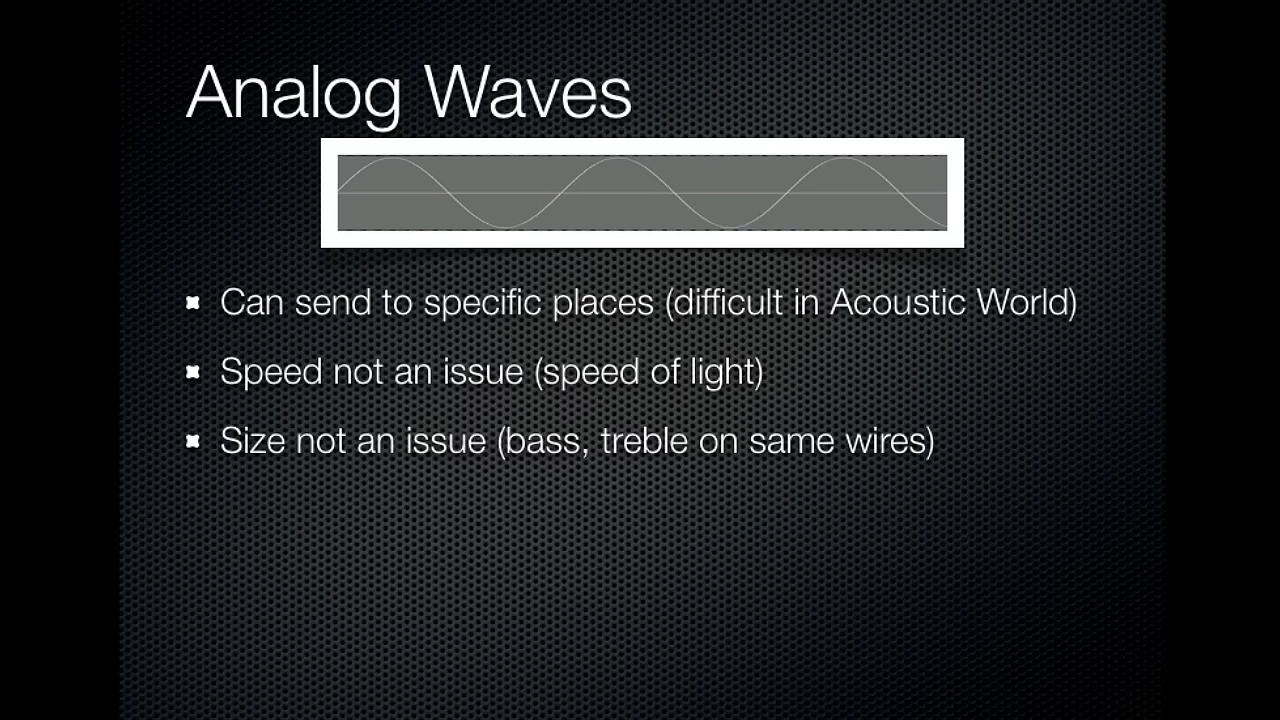 Analog Waves
Can send to specific places (difficult in Acoustic World)
Speed not an issue (speed of light)
Size not an issue (bass, treble on same wires)